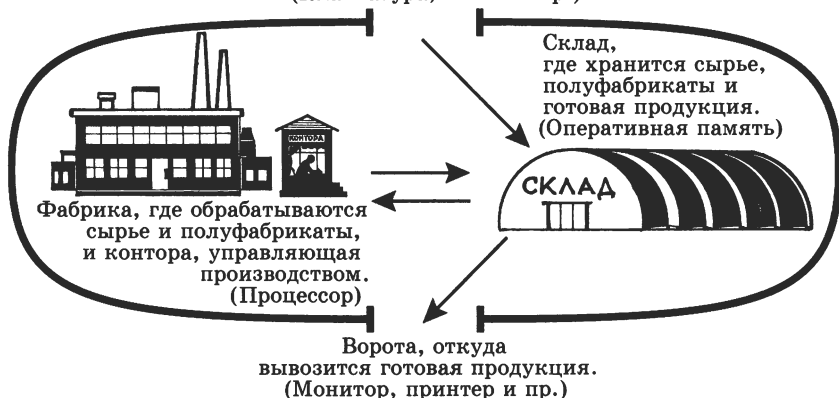 Склад,
где хранится сырье,
полуфабрикаты и
готовая продукция.
(Оперативная память)
КОНТОРА
СКЛАД
Фабрика, где обрабатываются
сырье и полуфабрикаты,
и контора, управляющая
производством.
(Процессор)
Ворота, откуда
вывозится готовая продукция.
(Монитор, принтер и пр.)